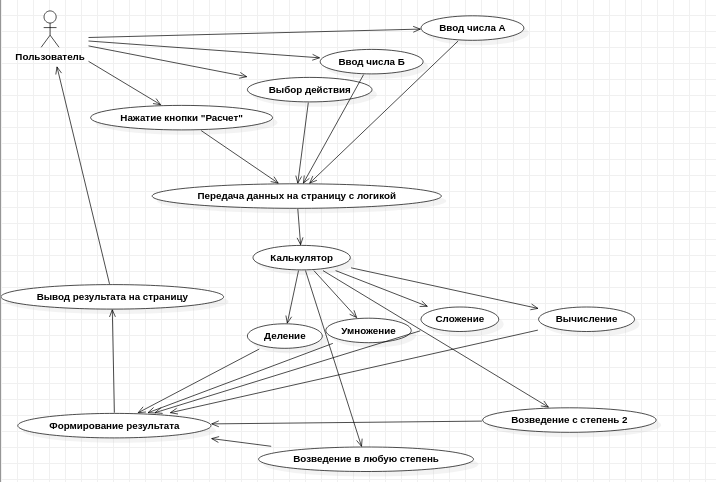 Ввод числа А
Пользователь
Ввод числа Б
Выбор действия
Нажатие кнопки "Расчет"
Передача данных на страницу с логикой
Калькулятор
Вывод результата на страницу
Деление
Умножение
Сложение
Вычисление
Формирование результата
Возведение с степень 2
Возведение в любую степень